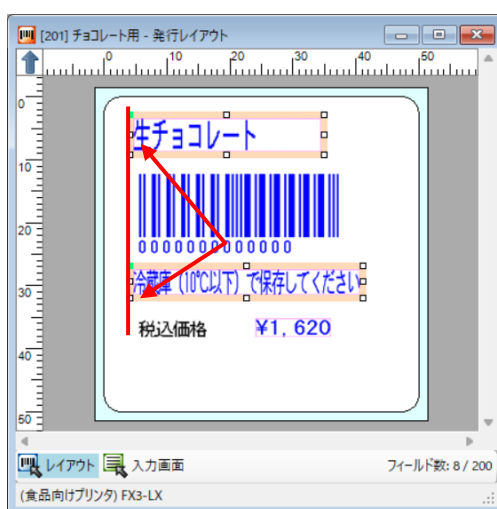 [201] チョコレート用 - 発行レイアウト
0 10 20 30 40 50
0
生チョコレート
10
20
0000000000000
冷蔵庫（10℃以下）で保存してください
30
税込価格 ¥1,620
40
50
レイアウト 入力画面 フィールド数: 8 / 200
(食品向けプリンタ) FX3-LX